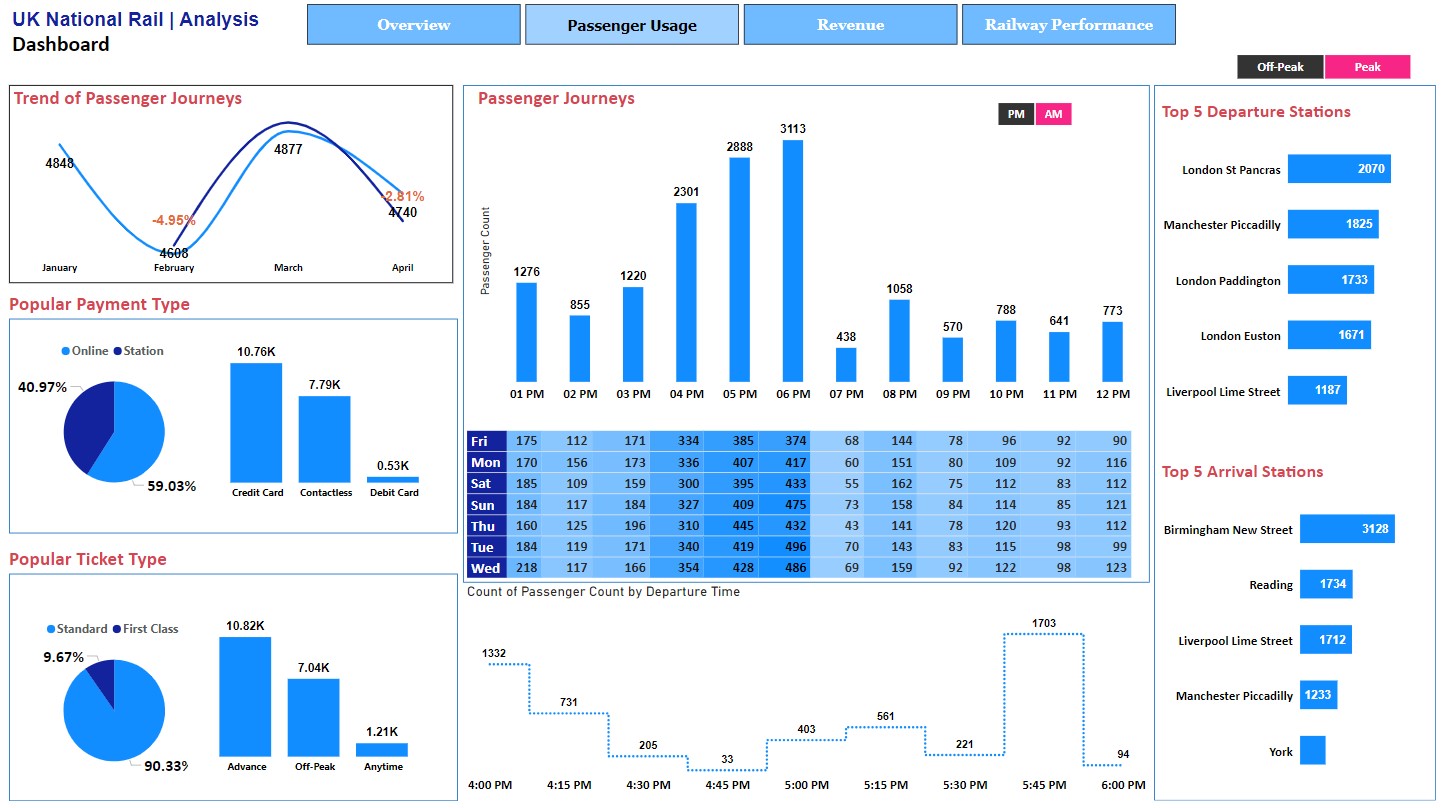 UK National Rail | Analysis
Dashboard
Overview
Passenger Usage
Revenue
Railway Performance
Off-Peak
Peak
Trend of Passenger Journeys
4848
4877
-2.81%
4740
-4.95%
4608
January February March April
Popular Payment Type
Online Station
40.97%
59.03%
10.76K
7.79K
0.53K
Credit Card Contactless Debit Card
Popular Ticket Type
Standard First Class
9.67%
90.33%
10.82K
7.04K
1.21K
Advance Off-Peak Anytime
Passenger Journeys
PM AM
Passenger Count
1276 855 1220 2301 2888 3113 438 1058 570 788 641 773
01 PM 02 PM 03 PM 04 PM 05 PM 06 PM 07 PM 08 PM 09 PM 10 PM 11 PM 12 PM
Fri 175 112 171 334 385 374 68 144 78 96 92 90
Mon 170 156 173 336 407 417 60 151 80 109 92 116
Sat 185 109 159 300 395 433 55 162 75 112 83 112
Sun 184 117 184 327 409 475 73 158 84 114 85 121
Thu 160 125 196 310 445 432 43 141 78 120 93 112
Tue 184 119 171 340 419 496 70 143 83 115 98 99
Wed 218 117 166 354 428 486 69 159 92 122 98 123
Count of Passenger Count by Departure Time
1332 731 205 33 403 561 221 1703 94
4:00 PM 4:15 PM 4:30 PM 4:45 PM 5:00 PM 5:15 PM 5:30 PM 5:45 PM 6:00 PM
Top 5 Departure Stations
London St Pancras 2070
Manchester Piccadilly 1825
London Paddington 1733
London Euston 1671
Liverpool Lime Street 1187
Top 5 Arrival Stations
Birmingham New Street 3128
Reading 1734
Liverpool Lime Street 1712
Manchester Piccadilly 1233
York